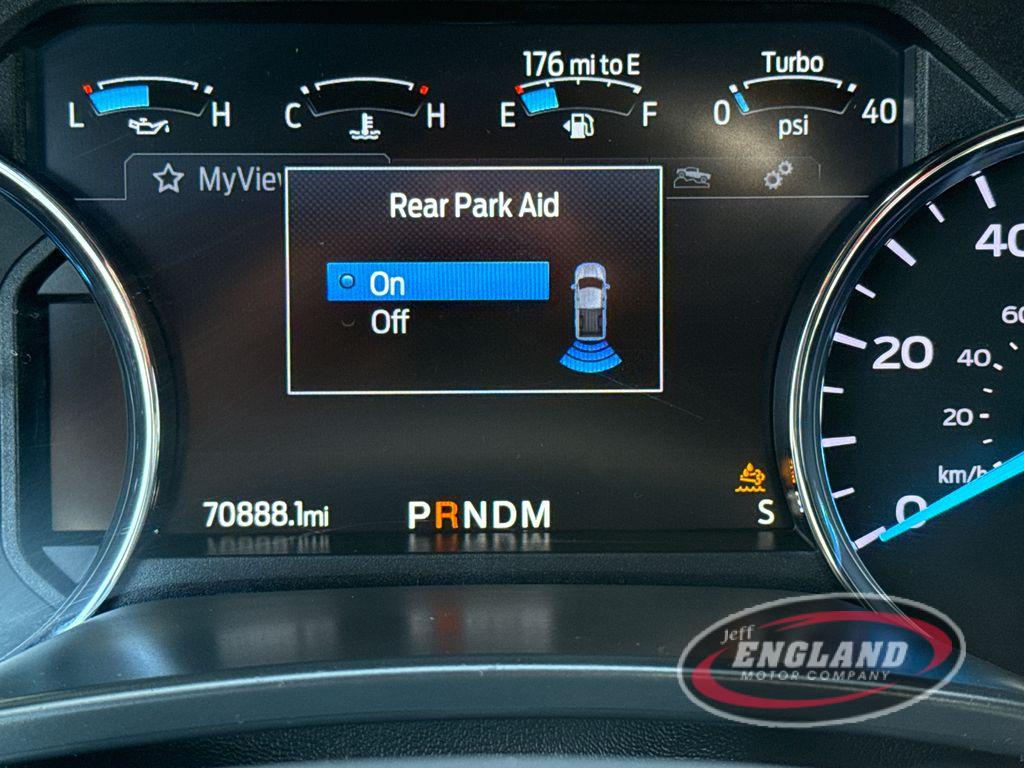 176 mi to E
Turbo
L H
C H
E F
0 40
psi
MyVie
Rear Park Aid
On
Off
40
20
0
60
40
20
km/h
70888.1mi
PRNDM
S
Jeff
ENGLAND
MOTOR COMPANY